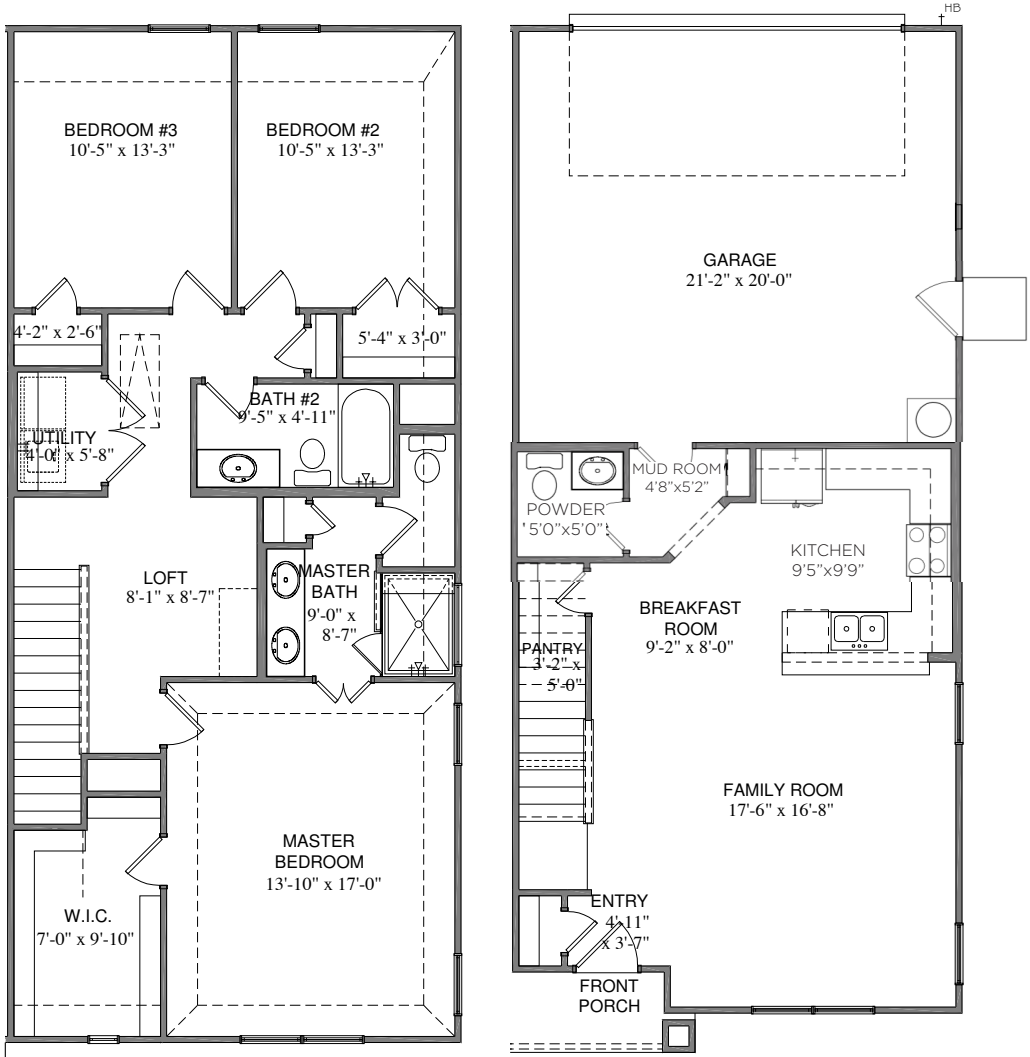 BEDROOM #3
10'-5" x 13'-3"
BEDROOM #2
10'-5" x 13'-3"
4'-2" x 2'-6"
5'-4" x 3'-0"
BATH #2
9'-5" x 4'-11"
UTILITY
4'-0" x 5'-8"
LOFT
8'-1" x 8'-7"
MASTER
BATH
9'-0" x
8'-7"
MASTER
BEDROOM
13'-10" x 17'-0"
W.I.C.
7'-0" x 9'-10"
HB
GARAGE
21'-2" x 20'-0"
MUD ROOM
4'8"x5'2"
POWDER
5'0"x5'0"
KITCHEN
9'5"x9'9"
BREAKFAST
ROOM
9'-2" x 8'-0"
PANTRY
3'-2" x
5'-0"
FAMILY ROOM
17'-6" x 16'-8"
ENTRY
4'-11"
x 3'-7"
FRONT
PORCH